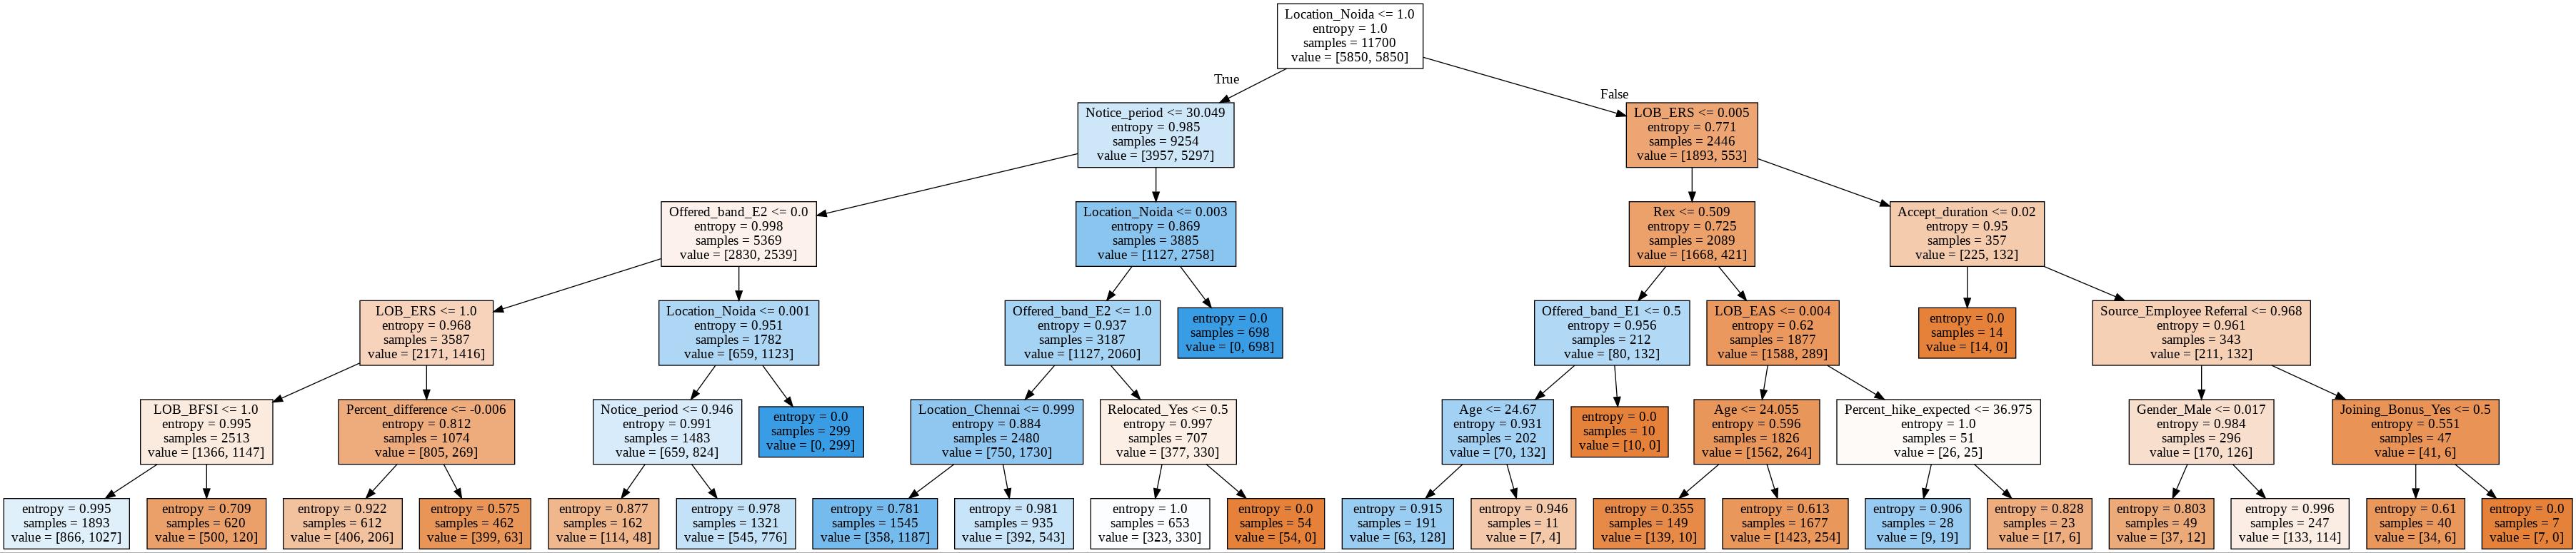 Location_Noida <= 1.0
entropy = 1.0
samples = 11700
value = [5850, 5850]
True
False
Notice_period <= 30.049
entropy = 0.985
samples = 9254
value = [3957, 5297]
LOB_ERS <= 0.005
entropy = 0.771
samples = 2446
value = [1893, 553]
Offered_band_E2 <= 0.0
entropy = 0.998
samples = 5369
value = [2830, 2539]
Location_Noida <= 0.003
entropy = 0.869
samples = 3885
value = [1127, 2758]
Rex <= 0.509
entropy = 0.725
samples = 2089
value = [1668, 421]
Accept_duration <= 0.02
entropy = 0.95
samples = 357
value = [225, 132]
LOB_ERS <= 1.0
entropy = 0.968
samples = 3587
value = [2171, 1416]
Location_Noida <= 0.001
entropy = 0.951
samples = 1782
value = [659, 1123]
Offered_band_E2 <= 1.0
entropy = 0.937
samples = 3187
value = [1127, 2060]
entropy = 0.0
samples = 698
value = [0, 698]
Offered_band_E1 <= 0.5
entropy = 0.956
samples = 212
value = [80, 132]
LOB_EAS <= 0.004
entropy = 0.62
samples = 1877
value = [1588, 289]
entropy = 0.0
samples = 14
value = [14, 0]
Source_Employee Referral <= 0.968
entropy = 0.961
samples = 343
value = [211, 132]
LOB_BFSI <= 1.0
entropy = 0.995
samples = 2513
value = [1366, 1147]
Percent_difference <= -0.006
entropy = 0.812
samples = 1074
value = [805, 269]
Notice_period <= 0.946
entropy = 0.991
samples = 1483
value = [659, 824]
entropy = 0.0
samples = 299
value = [0, 299]
Location_Chennai <= 0.999
entropy = 0.884
samples = 2480
value = [750, 1730]
Relocated_Yes <= 0.5
entropy = 0.997
samples = 707
value = [377, 330]
Age <= 24.67
entropy = 0.931
samples = 202
value = [70, 132]
entropy = 0.0
samples = 10
value = [10, 0]
Age <= 24.055
entropy = 0.596
samples = 1826
value = [1562, 264]
Percent_hike_expected <= 36.975
entropy = 1.0
samples = 51
value = [26, 25]
Gender_Male <= 0.017
entropy = 0.984
samples = 296
value = [170, 126]
Joining_Bonus_Yes <= 0.5
entropy = 0.551
samples = 47
value = [41, 6]
entropy = 0.995
samples = 1893
value = [866, 1027]
entropy = 0.709
samples = 620
value = [500, 120]
entropy = 0.922
samples = 612
value = [406, 206]
entropy = 0.575
samples = 462
value = [399, 63]
entropy = 0.877
samples = 162
value = [114, 48]
entropy = 0.978
samples = 1321
value = [545, 776]
entropy = 0.781
samples = 1545
value = [358, 1187]
entropy = 0.981
samples = 935
value = [392, 543]
entropy = 1.0
samples = 653
value = [323, 330]
entropy = 0.0
samples = 54
value = [54, 0]
entropy = 0.915
samples = 191
value = [63, 128]
entropy = 0.946
samples = 11
value = [7, 4]
entropy = 0.355
samples = 149
value = [139, 10]
entropy = 0.613
samples = 1677
value = [1423, 254]
entropy = 0.906
samples = 28
value = [9, 19]
entropy = 0.828
samples = 23
value = [17, 6]
entropy = 0.803
samples = 49
value = [37, 12]
entropy = 0.996
samples = 247
value = [133, 114]
entropy = 0.61
samples = 40
value = [34, 6]
entropy = 0.0
samples = 7
value = [7, 0]